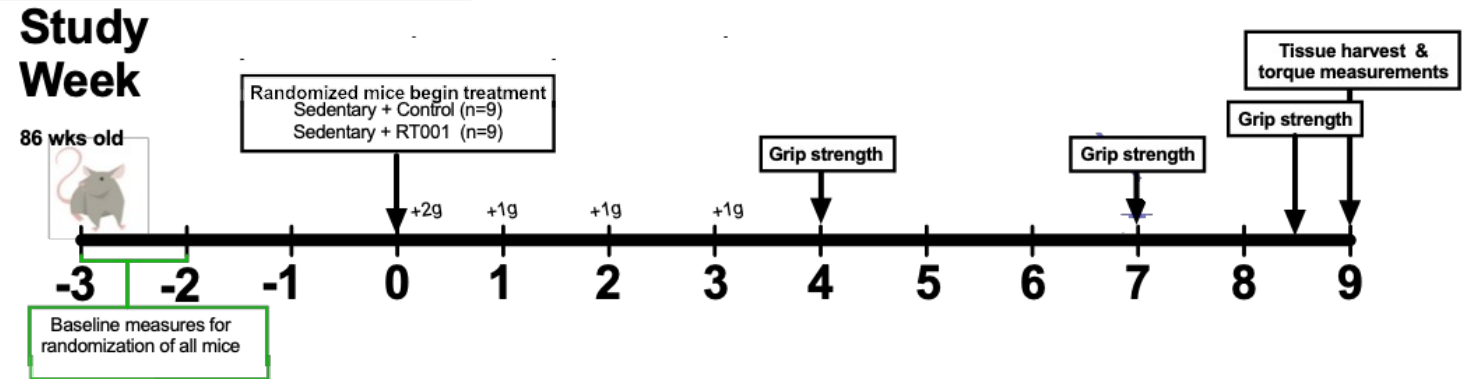 Study
Week
86 wks old
Randomized mice begin treatment
Sedentary + Control (n=9)
Sedentary + RT001 (n=9)
Grip strength
Grip strength
Grip strength
Tissue harvest &
torque measurements
+2g
+1g
+1g
+1g
-3 -2 -1 0 1 2 3 4 5 6 7 8 9
Baseline measures for
randomization of all mice